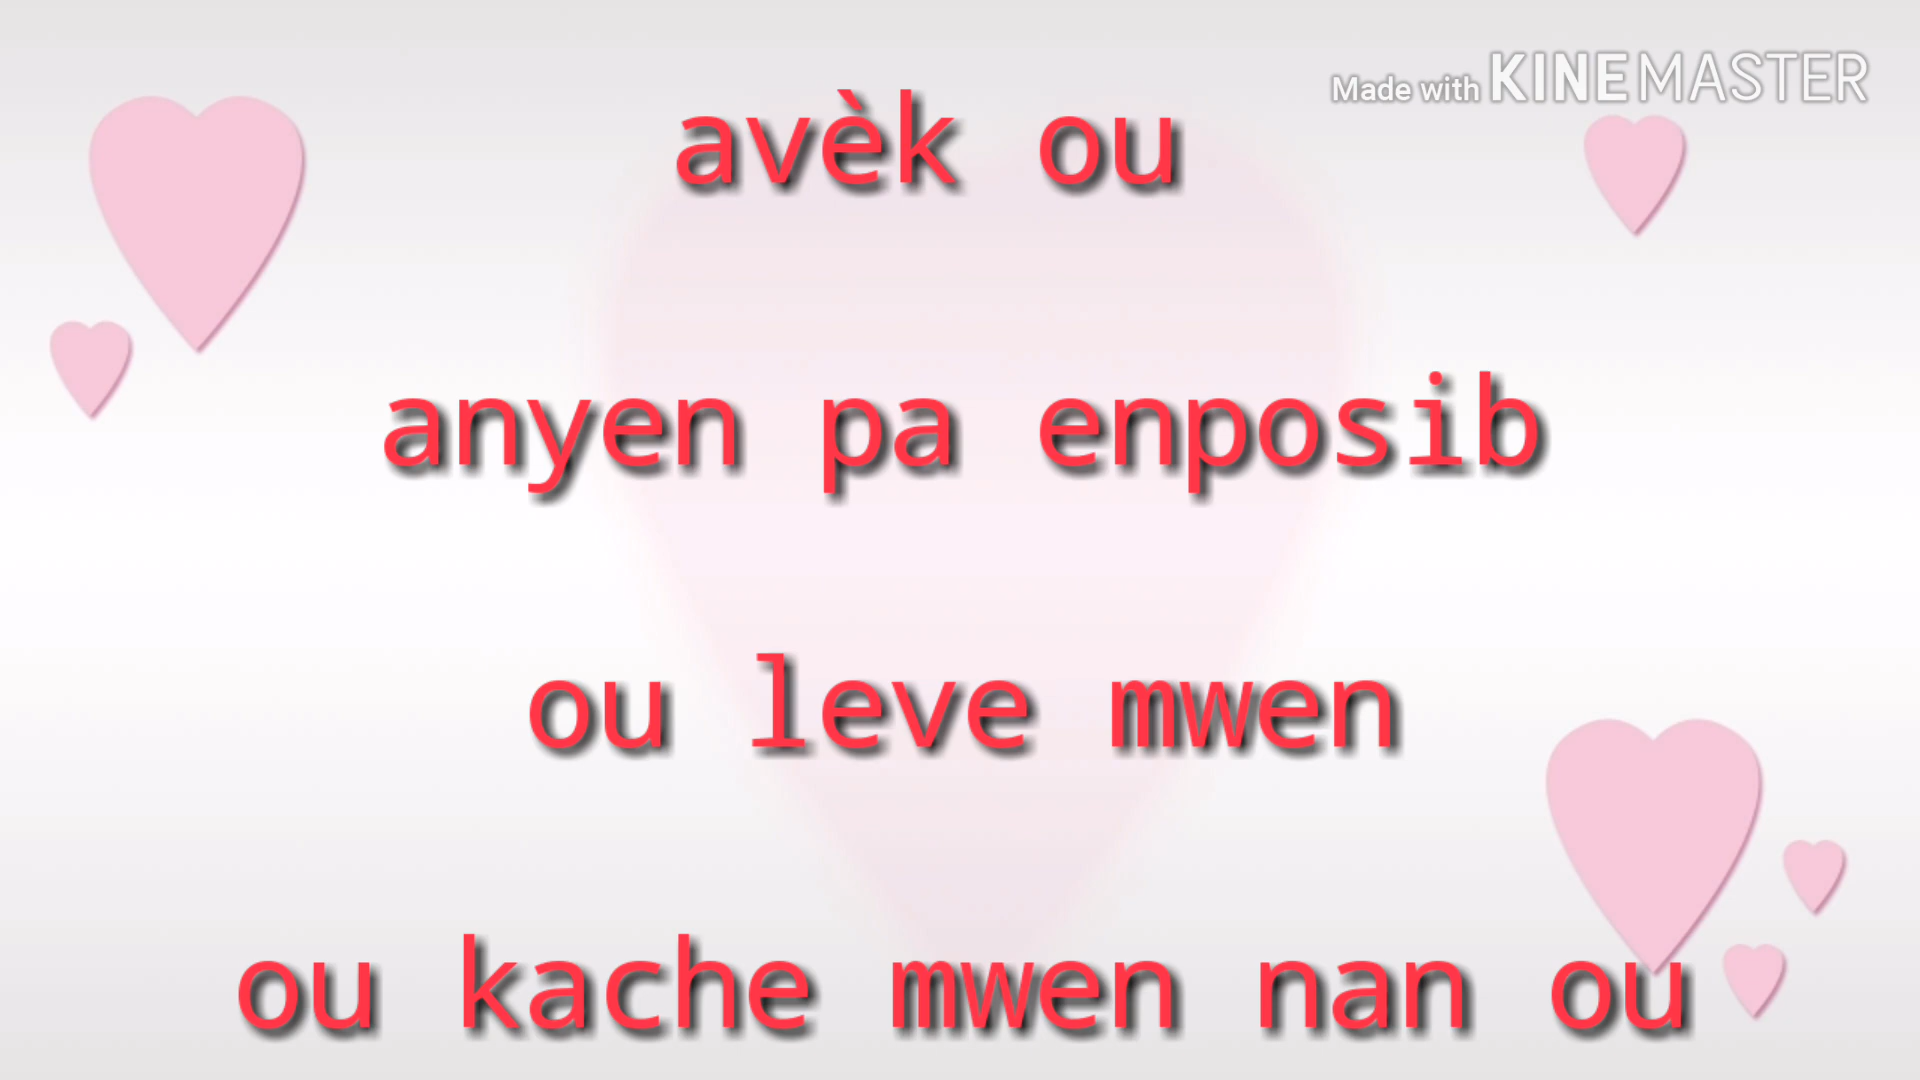 Made with KINEMASTER
avèk ou
anyen pa enposib
ou leve mwen
ou kache mwen nan ou